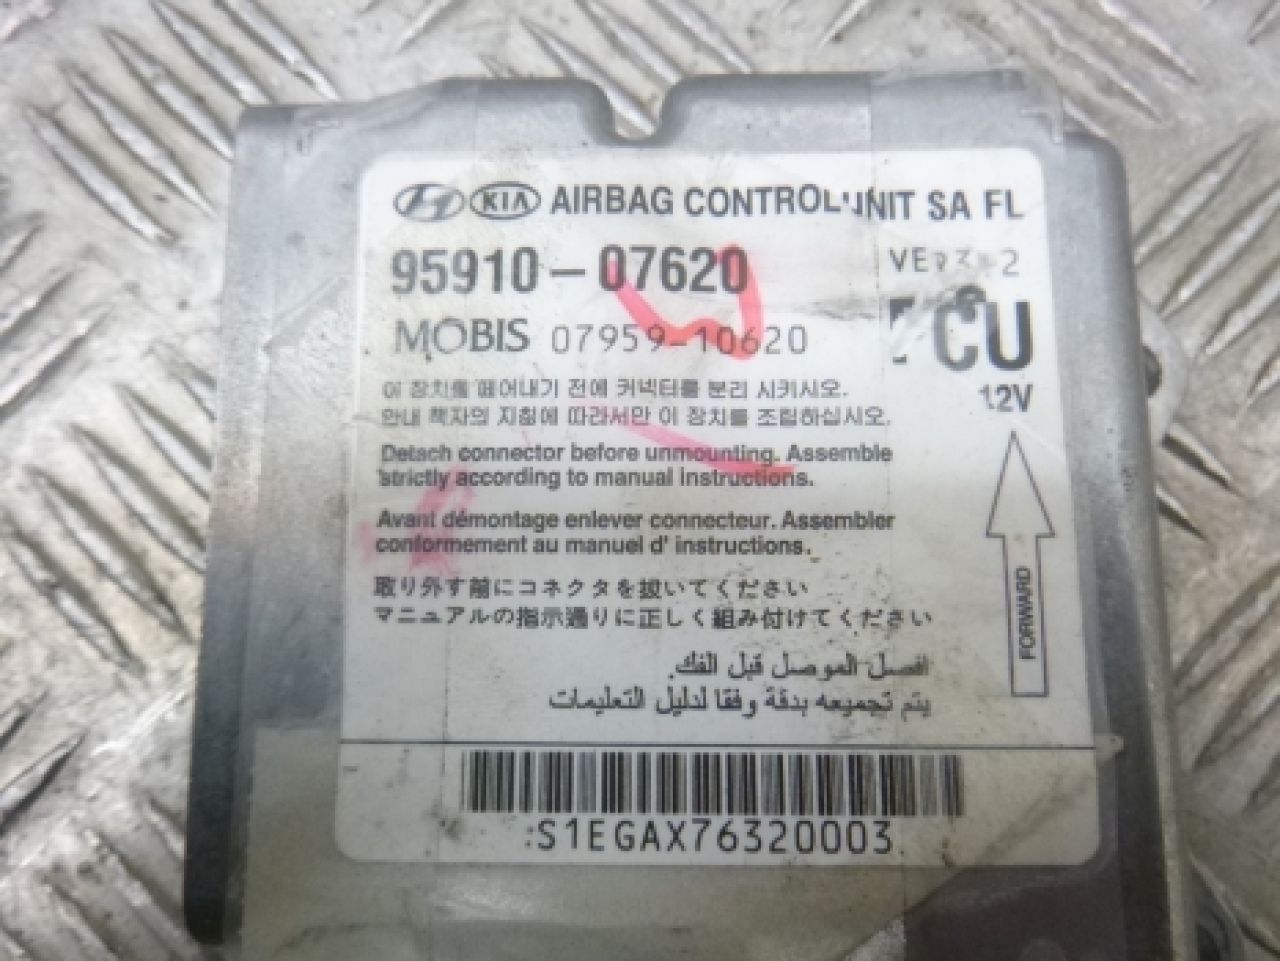 KIA AIRBAG CONTROL UNIT SA FL
95910-07620
MOBIS 07959-10620
CU
12V
이 장치를 떼어내기 전에 커넥터를 분리 시키시오.
안내 책자의 지침에 따라서만 이 장치를 조립하십시오.
Detach connector before unmounting. Assemble
strictly according to manual instructions.
Avant démontage enlever connecteur. Assembler
conformement au manuel d' instructions.
取り外す前にコネクタを抜いてください
マニュアルの指示通りに正しく組み付けてください
افصل الموصل قبل الفك.
يتم تجميعه بدقة وفقا لدليل التعليمات
FORWARD
S1EGAX76320003